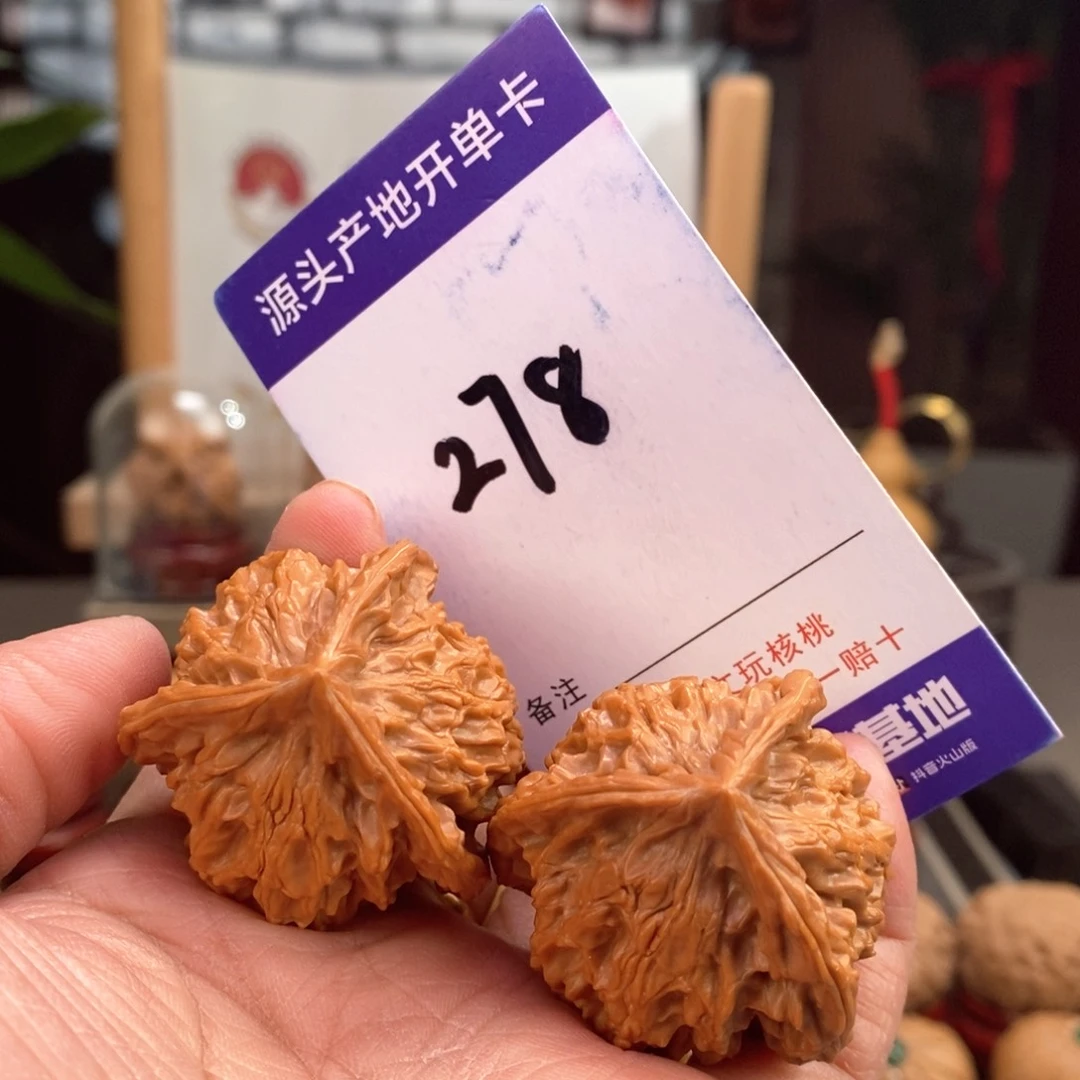 源头产地开单卡
278
备注
文玩核桃
一赔十
基地
抖音火山版